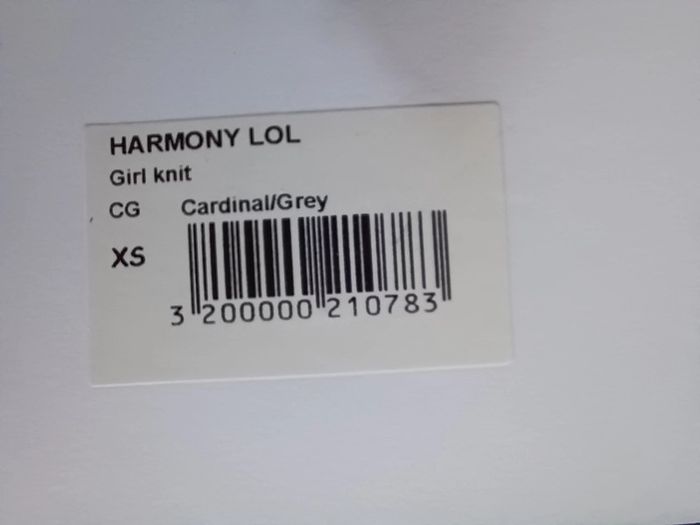 HARMONY LOL
Girl knit
CG Cardinal/Grey
XS
3 200000 210783